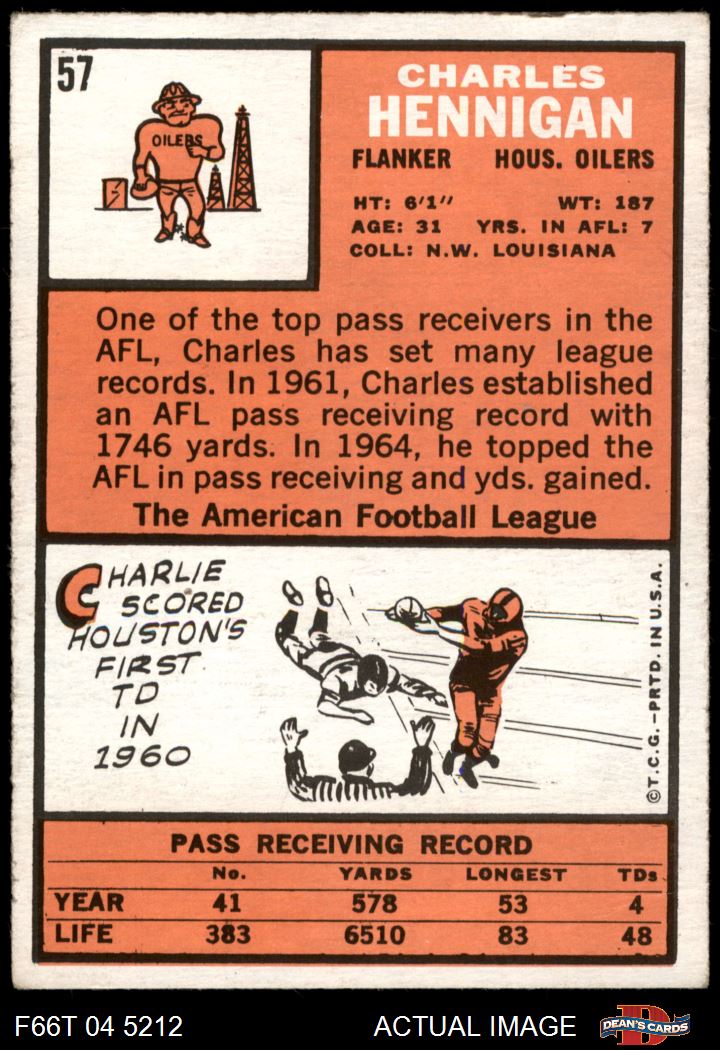 57
OILERS
CHARLES
HENNIGAN
FLANKER HOUS. OILERS
HT: 6'1" WT: 187
AGE: 31 YRS. IN AFL: 7
COLL: N.W. LOUISIANA
One of the top pass receivers in the
AFL, Charles has set many league
records. In 1961, Charles established
an AFL pass receiving record with
1746 yards. In 1964, he topped the
AFL in pass receiving and yds. gained.
The American Football League
CHARLIE
SCORED
HOUSTON'S
FIRST
TD
IN
1960
©T.C.G.–PRTD. IN U.S.A.
PASS RECEIVING RECORD
No. YARDS LONGEST TDs
YEAR 41 578 53 4
LIFE 383 6510 83 48
F66T 04 5212 ACTUAL IMAGE D DEAN'S CARDS